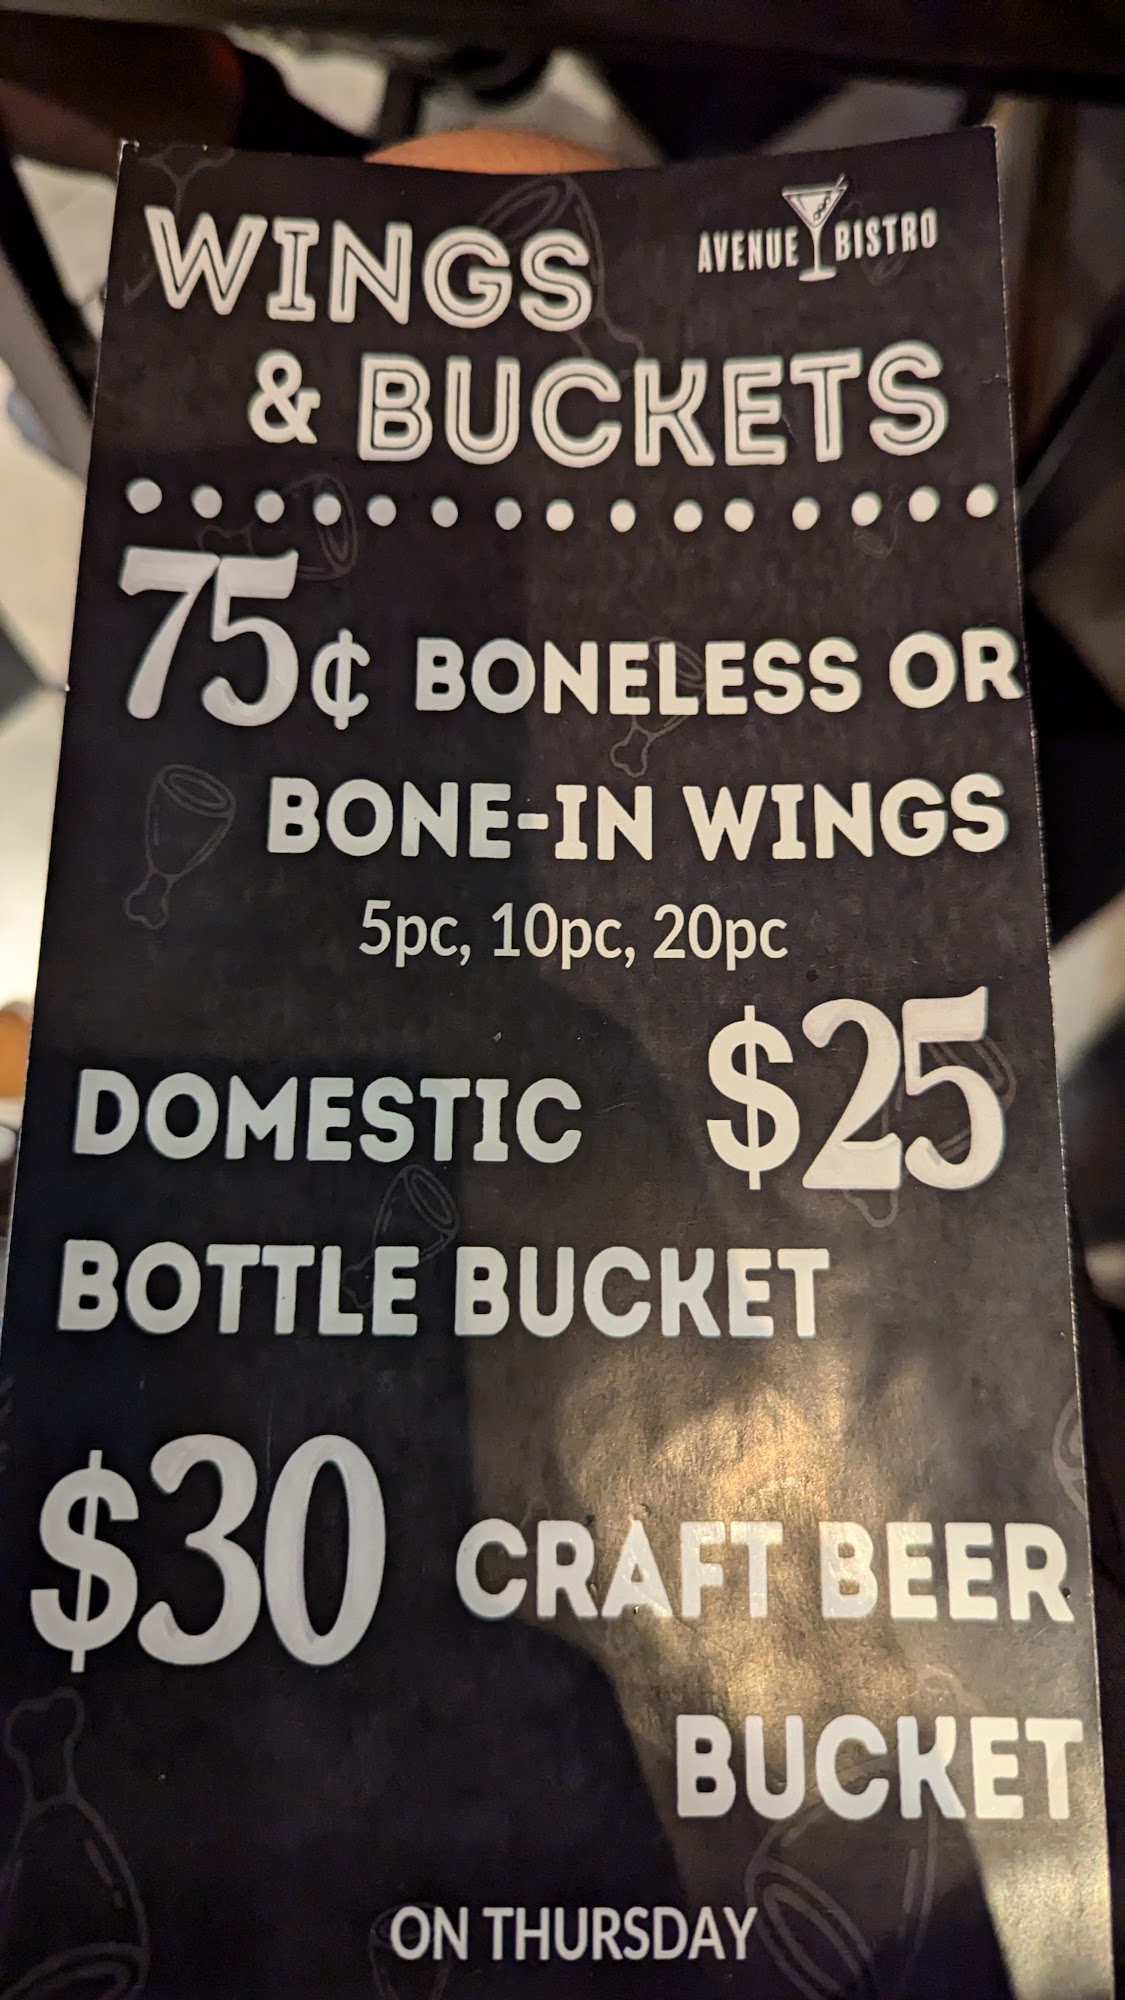 WINGS
AVENUE BISTRO
& BUCKETS
75¢ BONELESS OR
BONE-IN WINGS
5pc, 10pc, 20pc
DOMESTIC $25
BOTTLE BUCKET
$30 CRAFT BEER
BUCKET
ON THURSDAY